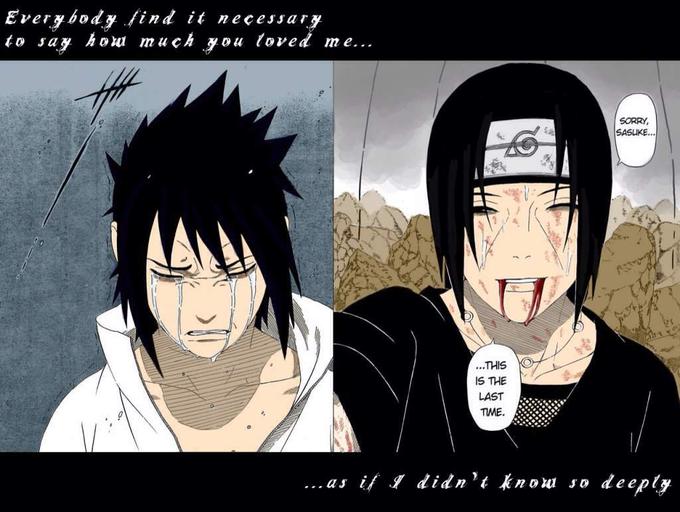 Everybody find it necessary
to say how much you loved me...
SORRY,
SASUKE...
...THIS
IS THE
LAST
TIME.
...as if I didn't know so deeply